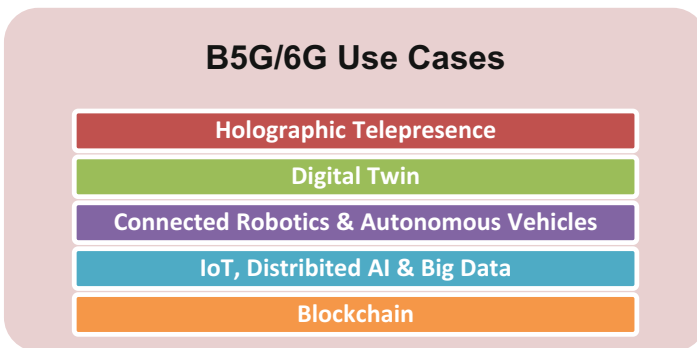 B5G/6G Use Cases
Holographic Telepresence
Digital Twin
Connected Robotics & Autonomous Vehicles
IoT, Distribited AI & Big Data
Blockchain